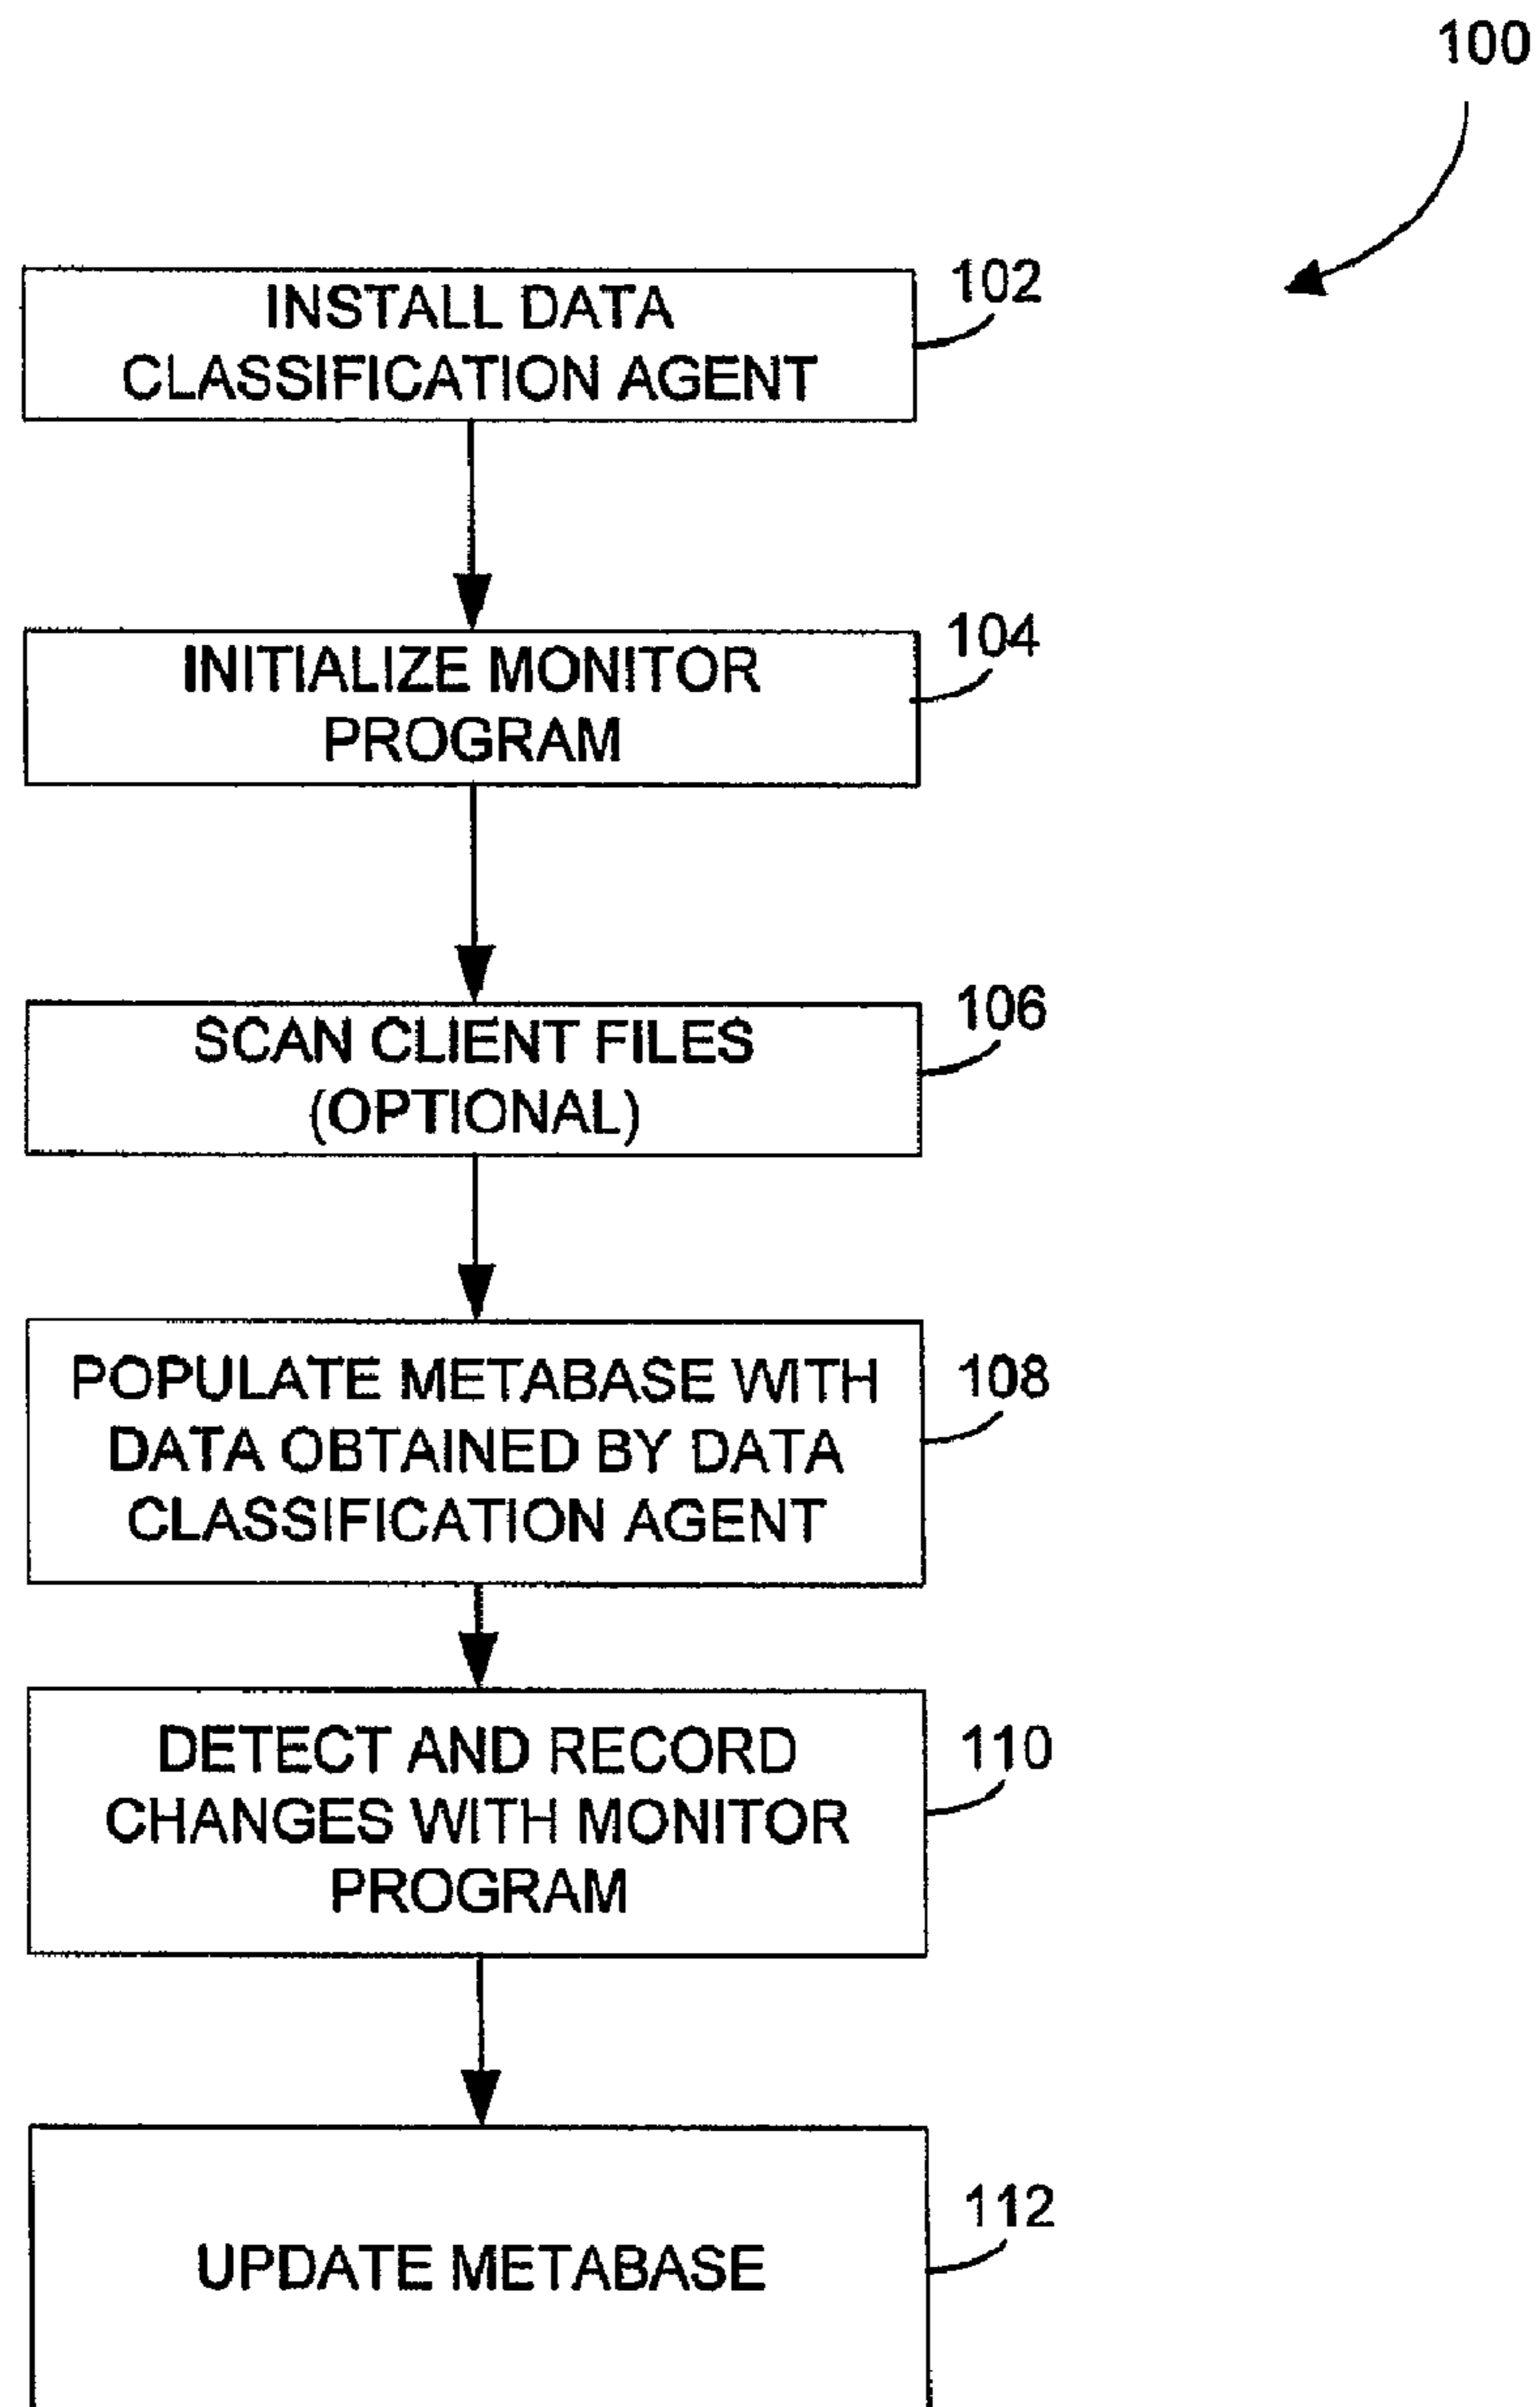 100
INSTALL DATA
CLASSIFICATION AGENT
102
INITIALIZE MONITOR
PROGRAM
104
SCAN CLIENT FILES
(OPTIONAL)
106
POPULATE METABASE WITH
DATA OBTAINED BY DATA
CLASSIFICATION AGENT
108
DETECT AND RECORD
CHANGES WITH MONITOR
PROGRAM
110
UPDATE METABASE
112